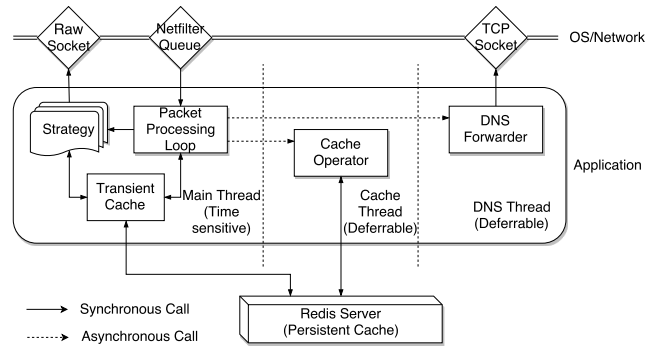 Raw
Socket
Netfilter
Queue
TCP
Socket
OS/Network
Strategy
Packet
Processing
Loop
DNS
Forwarder
Cache
Operator
Application
Transient
Cache
Main Thread
(Time
sensitive)
Cache
Thread
(Deferrable)
DNS Thread
(Deferrable)
Synchronous Call
Asynchronous Call
Redis Server
(Persistent Cache)